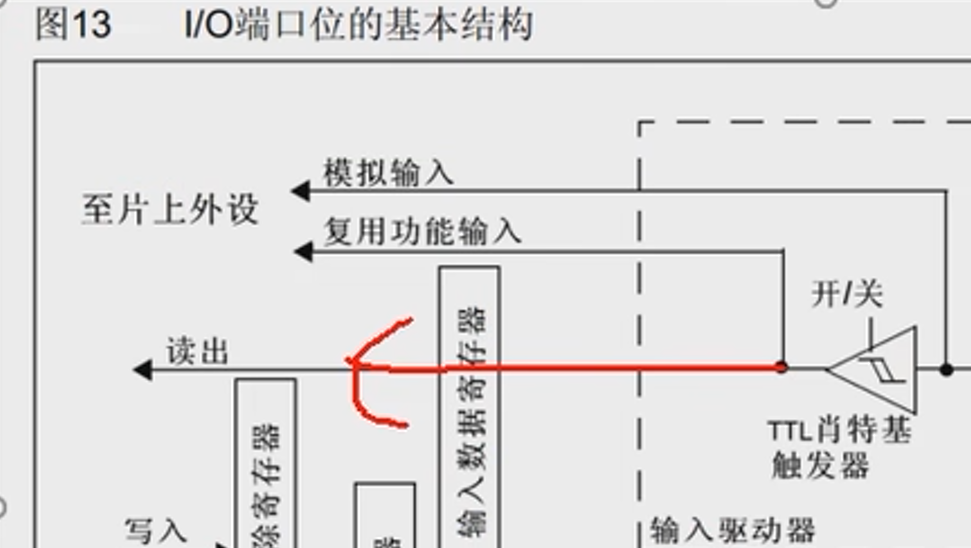 图13 I/O端口位的基本结构
模拟输入
至片上外设
复用功能输入
开/关
读出
输入数据寄存器
TTL肖特基
触发器
除寄存器
器
写入
输入驱动器